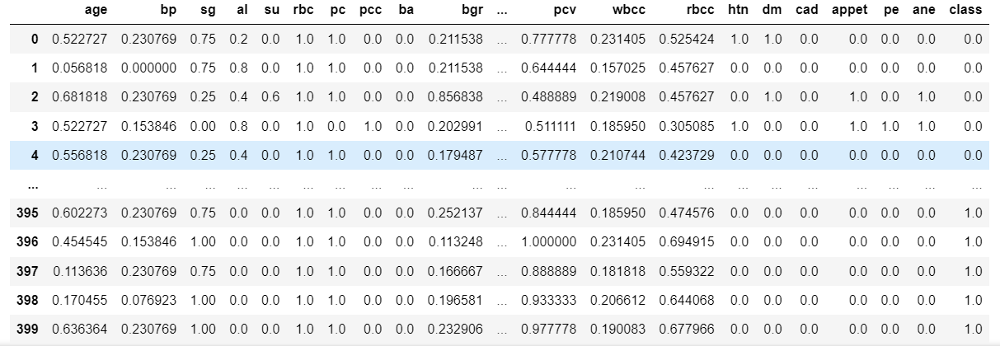 age bp sg al su rbc pc pcc ba bgr ... pcv wbcc rbcc htn dm cad appet pe ane class
0 0.522727 0.230769 0.75 0.2 0.0 1.0 1.0 0.0 0.0 0.211538 ... 0.777778 0.231405 0.525424 1.0 1.0 0.0 0.0 0.0 0.0 0.0
1 0.056818 0.000000 0.75 0.8 0.0 1.0 1.0 0.0 0.0 0.211538 ... 0.644444 0.157025 0.457627 0.0 0.0 0.0 0.0 0.0 0.0 0.0
2 0.681818 0.230769 0.25 0.4 0.6 1.0 1.0 0.0 0.0 0.856838 ... 0.488889 0.219008 0.457627 0.0 1.0 0.0 1.0 0.0 1.0 0.0
3 0.522727 0.153846 0.00 0.8 0.0 1.0 0.0 1.0 0.0 0.202991 ... 0.511111 0.185950 0.305085 1.0 0.0 0.0 1.0 1.0 1.0 0.0
4 0.556818 0.230769 0.25 0.4 0.0 1.0 1.0 0.0 0.0 0.179487 ... 0.577778 0.210744 0.423729 0.0 0.0 0.0 0.0 0.0 0.0 0.0
... ... ... ... ... ... ... ... ... ... ... ... ... ... ... ... ... ... ... ... ... ...
395 0.602273 0.230769 0.75 0.0 0.0 1.0 1.0 0.0 0.0 0.252137 ... 0.844444 0.185950 0.474576 0.0 0.0 0.0 0.0 0.0 0.0 1.0
396 0.454545 0.153846 1.00 0.0 0.0 1.0 1.0 0.0 0.0 0.113248 ... 1.000000 0.231405 0.694915 0.0 0.0 0.0 0.0 0.0 0.0 1.0
397 0.113636 0.230769 0.75 0.0 0.0 1.0 1.0 0.0 0.0 0.166667 ... 0.888889 0.181818 0.559322 0.0 0.0 0.0 0.0 0.0 0.0 1.0
398 0.170455 0.076923 1.00 0.0 0.0 1.0 1.0 0.0 0.0 0.196581 ... 0.933333 0.206612 0.644068 0.0 0.0 0.0 0.0 0.0 0.0 1.0
399 0.636364 0.230769 1.00 0.0 0.0 1.0 1.0 0.0 0.0 0.232906 ... 0.977778 0.190083 0.677966 0.0 0.0 0.0 0.0 0.0 0.0 1.0